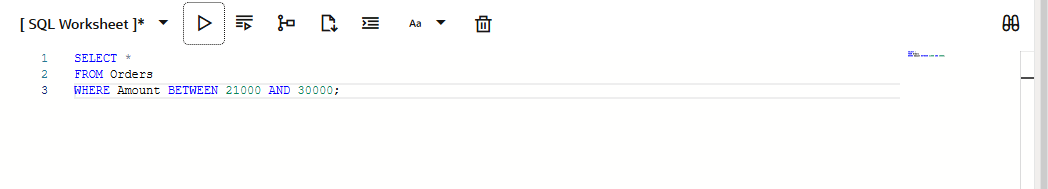 [ SQL Worksheet ]*
Aa
1 SELECT *
2 FROM Orders
3 WHERE Amount BETWEEN 21000 AND 30000;